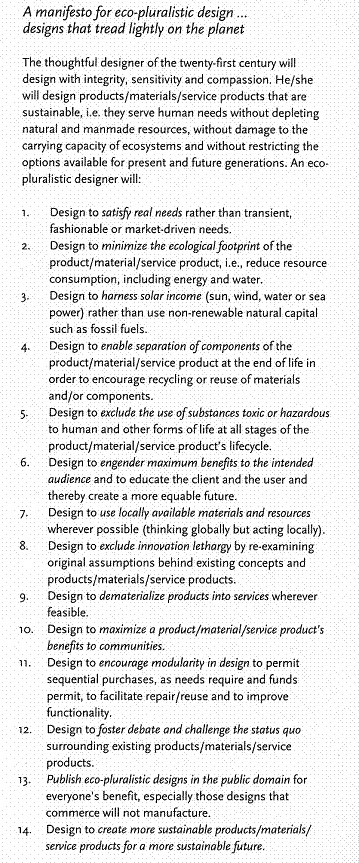 A manifesto for eco-pluralistic design ...
designs that tread lightly on the planet
The thoughtful designer of the twenty-first century will
design with integrity, sensitivity and compassion. He/she
will design products/materials/service products that are
sustainable, i.e. they serve human needs without depleting
natural and manmade resources, without damage to the
carrying capacity of ecosystems and without restricting the
options available for present and future generations. An eco-
pluralistic designer will:
1. Design to satisfy real needs rather than transient,
fashionable or market-driven needs.
2. Design to minimize the ecological footprint of the
product/material/service product, i.e., reduce resource
consumption, including energy and water.
3. Design to harness solar income (sun, wind, water or sea
power) rather than use non-renewable natural capital
such as fossil fuels.
4. Design to enable separation of components of the
product/material/service product at the end of life in
order to encourage recycling or reuse of materials
and/or components.
5. Design to exclude the use of substances toxic or hazardous
to human and other forms of life at all stages of the
product/material/service product's lifecycle.
6. Design to engender maximum benefits to the intended
audience and to educate the client and the user and
thereby create a more equable future.
7. Design to use locally available materials and resources
wherever possible (thinking globally but acting locally).
8. Design to exclude innovation lethargy by re-examining
original assumptions behind existing concepts and
products/materials/service products.
9. Design to dematerialize products into services wherever
feasible.
10. Design to maximize a product/material/service product's
benefits to communities.
11. Design to encourage modularity in design to permit
sequential purchases, as needs require and funds
permit, to facilitate repair/reuse and to improve
functionality.
12. Design to foster debate and challenge the status quo
surrounding existing products/materials/service
products.
13. Publish eco-pluralistic designs in the public domain for
everyone's benefit, especially those designs that
commerce will not manufacture.
14. Design to create more sustainable products/materials/
service products for a more sustainable future.